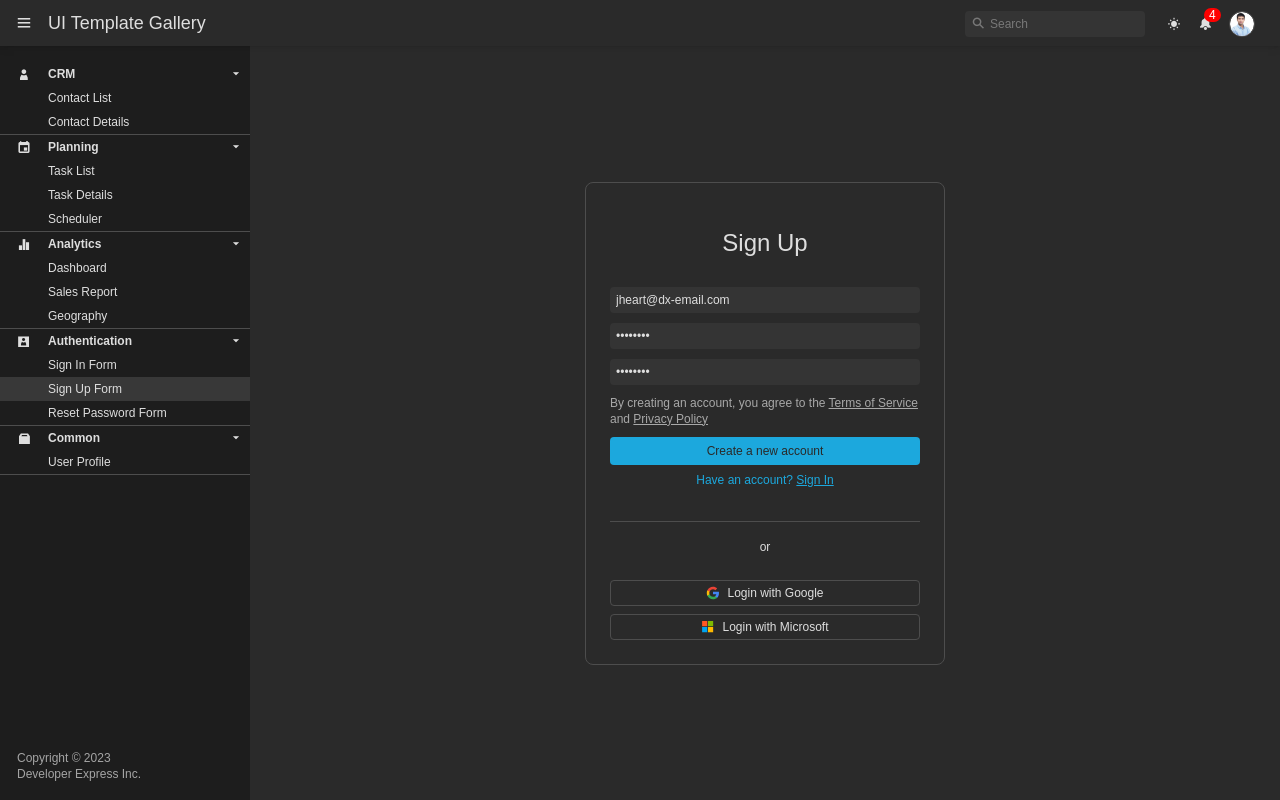 UI Template Gallery
Search
4
CRM
Contact List
Contact Details
Planning
Task List
Task Details
Scheduler
Analytics
Dashboard
Sales Report
Geography
Authentication
Sign In Form
Sign Up Form
Reset Password Form
Common
User Profile
Copyright © 2023
Developer Express Inc.
Sign Up
jheart@dx-email.com
••••••••
••••••••
By creating an account, you agree to the Terms of Service
and Privacy Policy
Create a new account
Have an account? Sign In
or
Login with Google
Login with Microsoft